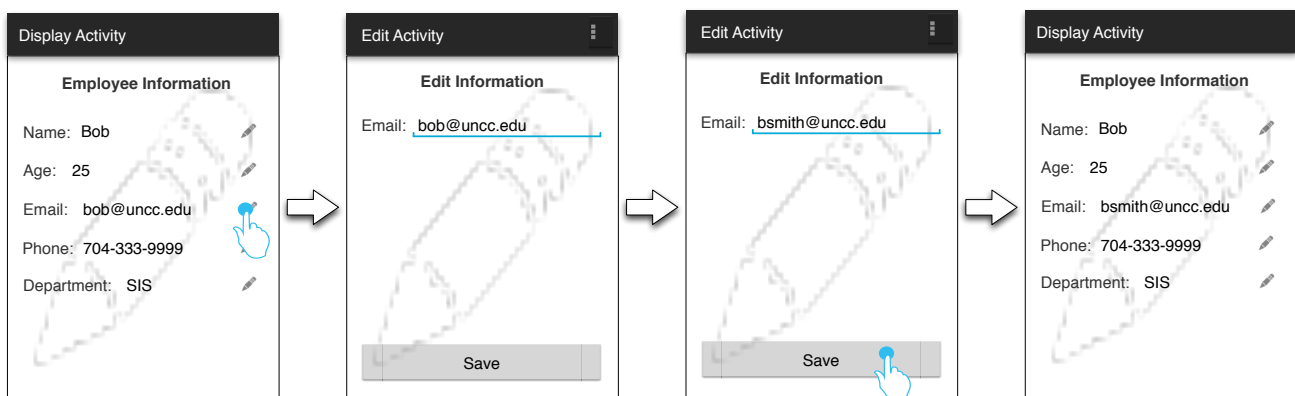 Display Activity
Employee Information
Name: Bob
Age: 25
Email: bob@uncc.edu
Phone: 704-333-9999
Department: SIS
Edit Activity
Edit Information
Email: bob@uncc.edu
Save
Edit Activity
Edit Information
Email: bsmith@uncc.edu
Save
Display Activity
Employee Information
Name: Bob
Age: 25
Email: bsmith@uncc.edu
Phone: 704-333-9999
Department: SIS